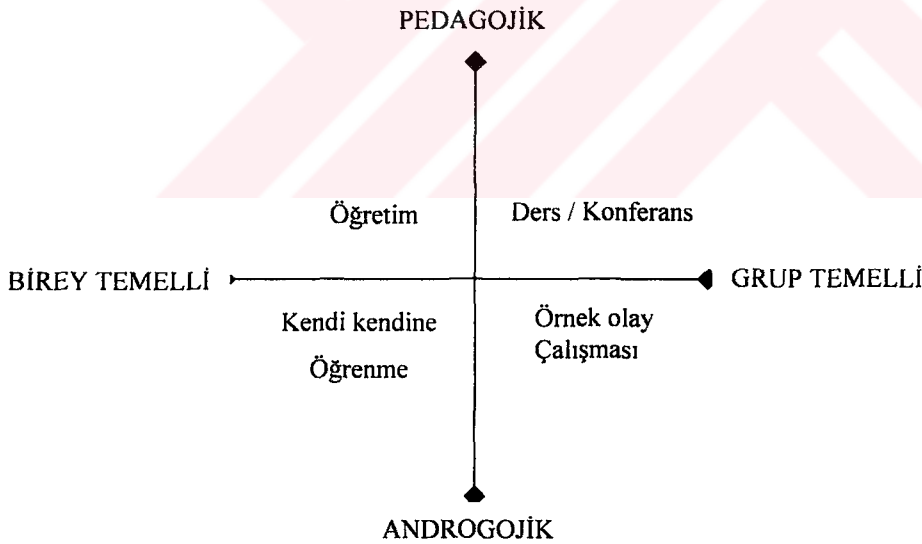 PEDAGOJİK
Öğretim
Ders / Konferans
BİREY TEMELLİ
GRUP TEMELLİ
Kendi kendine
Öğrenme
Örnek olay
Çalışması
ANDROGOJİK